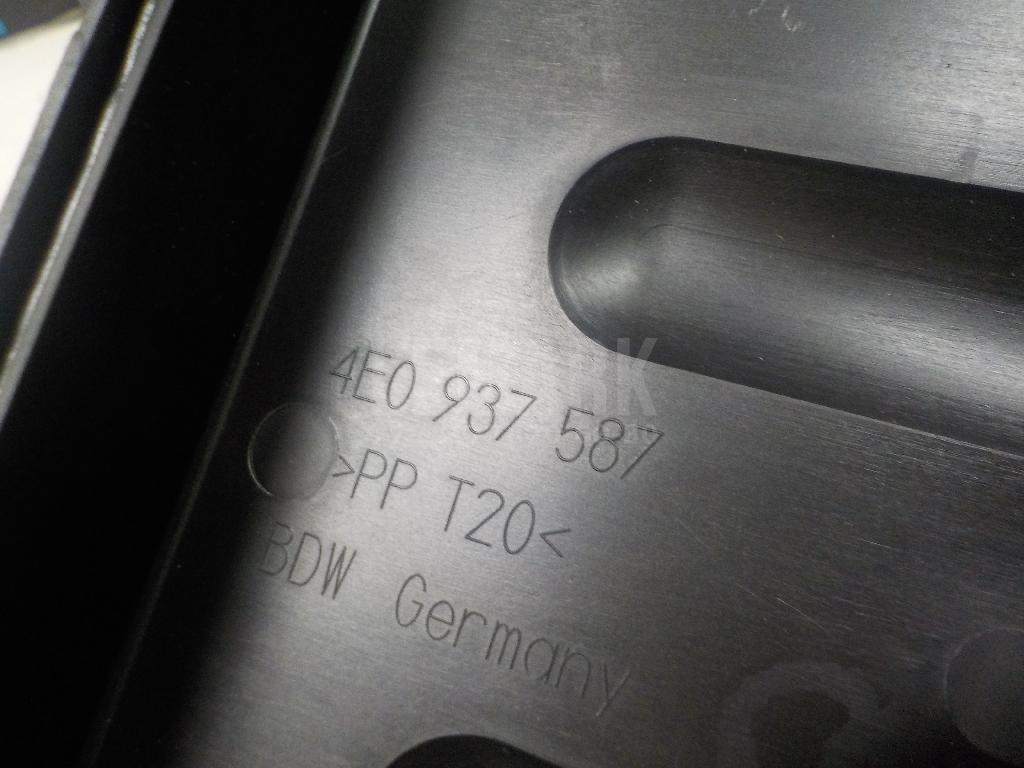 4E0 937 587
>PP T20<
BDW Germany